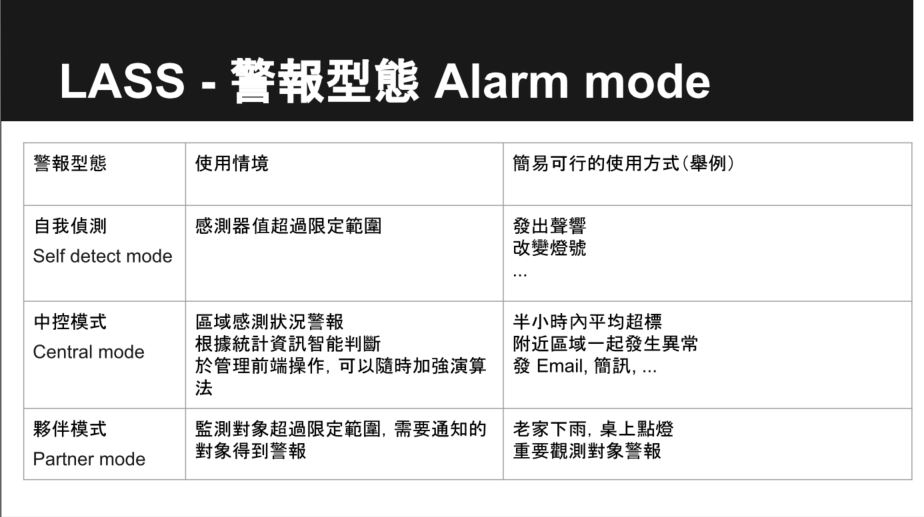 LASS - 警報型態 Alarm mode
警報型態
使用情境
簡易可行的使用方式(舉例)
自我偵測
Self detect mode
感測器值超過限定範圍
發出聲響
改變燈號
...
中控模式
Central mode
區域感測狀況警報
根據統計資訊智能判斷
於管理前端操作, 可以隨時加強演算
法
半小時內平均超標
附近區域一起發生異常
發 Email, 簡訊, ...
夥伴模式
Partner mode
監測對象超過限定範圍, 需要通知的
對象得到警報
老家下雨, 桌上點燈
重要觀測對象警報